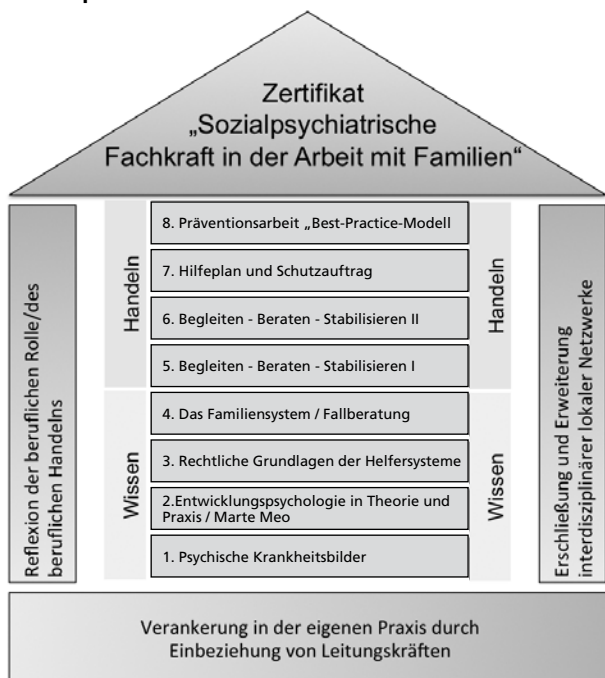 Zertifikat
„Sozialpsychiatrische
Fachkraft in der Arbeit mit Familien“
Reflexion der beruflichen Rolle/des
beruflichen Handelns
Handeln
Wissen
8. Präventionsarbeit „Best-Practice-Modell
7. Hilfeplan und Schutzauftrag
6. Begleiten - Beraten - Stabilisieren II
5. Begleiten - Beraten - Stabilisieren I
4. Das Familiensystem / Fallberatung
3. Rechtliche Grundlagen der Helfersysteme
2.Entwicklungspsychologie in Theorie und
Praxis / Marte Meo
1. Psychische Krankheitsbilder
Handeln
Wissen
Erschließung und Erweiterung
interdisziplinärer lokaler Netzwerke
Verankerung in der eigenen Praxis durch
Einbeziehung von Leitungskräften